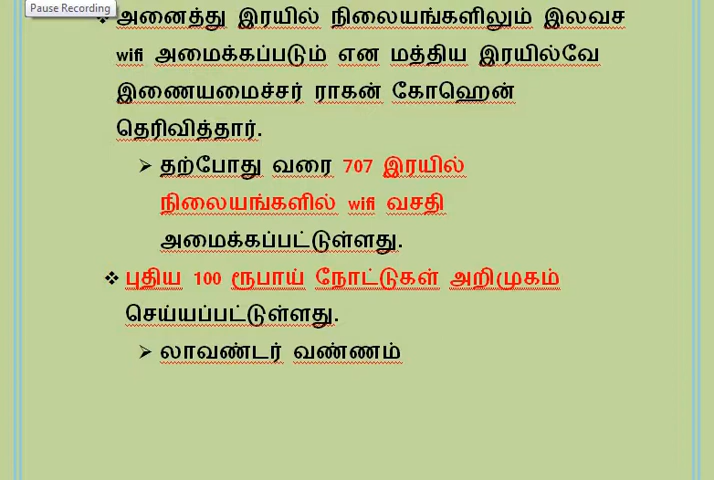 Pause Recording
❖ அனைத்து இரயில் நிலையங்களிலும் இலவச
wifi அமைக்கப்படும் என மத்திய இரயில்வே
இணையமைச்சர் ராகன் கோஹென்
தெரிவித்தார்.
➢ தற்போது வரை 707 இரயில்
நிலையங்களில் wifi வசதி
அமைக்கப்பட்டுள்ளது.
❖ புதிய 100 ரூபாய் நோட்டுகள் அறிமுகம்
செய்யப்பட்டுள்ளது.
➢ லாவண்டர் வண்ணம்